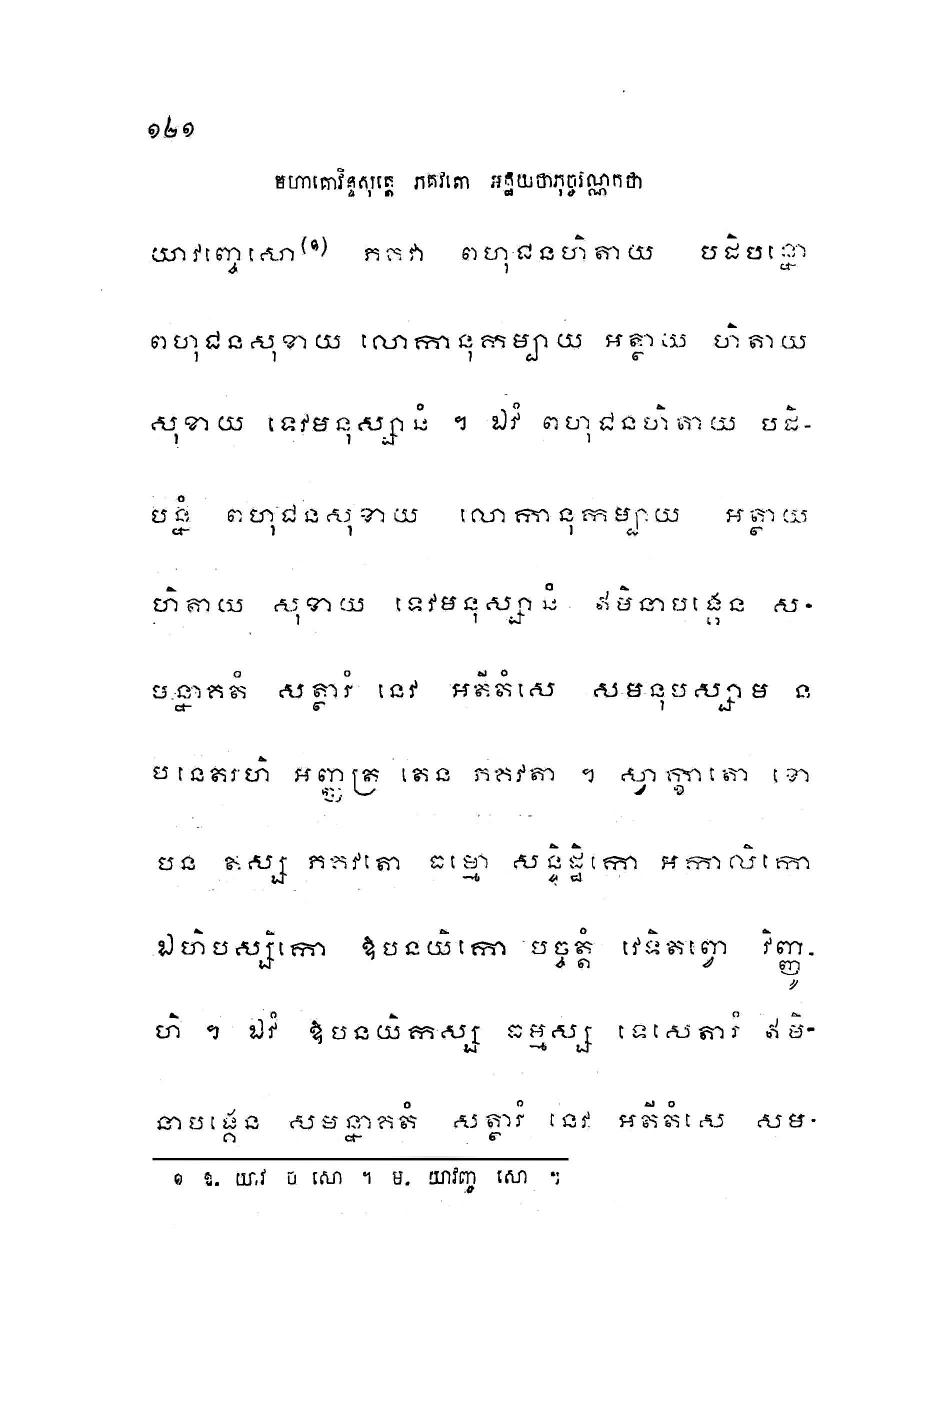 ១២១
មហាគោវិន្ទសុត្តេ ភគវតោ អដ្ឋយថាភុច្ចវណ្ណកថា
យាវញ្ចេសោ(១) ភគវា ពហុជនហិតាយ បដិបន្នោ
ពហុជនសុខាយ លោកានុកម្បាយ អត្ថាយ ហិតាយ
សុខាយ ទេវមនុស្សានំ ។ ឯវំ ពហុជនហិតាយ បដិ-
បន្នំ ពហុជនសុខាយ លោកានុកម្បាយ អត្ថាយ
ហិតាយ សុខាយ ទេវមនុស្សានំ ឥមិនាបង្គេន ស-
បន្នាគតំ សត្ថារំ នេវ អតីតំសេ សមនុបស្សាម ន
បនេតរហិ អញ្ញត្រ តេន ភគវតា ។ ស្វាក្ខាតោ ខោ
បន តស្ស ភគវតោ ធម្មោ សន្ទិដ្ឋិកោ អកាលិកោ
ឯហិបស្សិកោ ឱបនយិកោ បច្ចត្តំ វេទិតព្វោ វិញ្ញូ-
ហិ ។ ឯវំ ឱបនយិកស្ស ធម្មស្ស ទេសេតារំ ឥមិ-
នាបង្គេន សមន្នាគតំ សត្ថារំ នេវ អតីតំសេ សម-
១ ឱ. យាវ ច សោ ។ ម. យាវញ្ច សោ ។